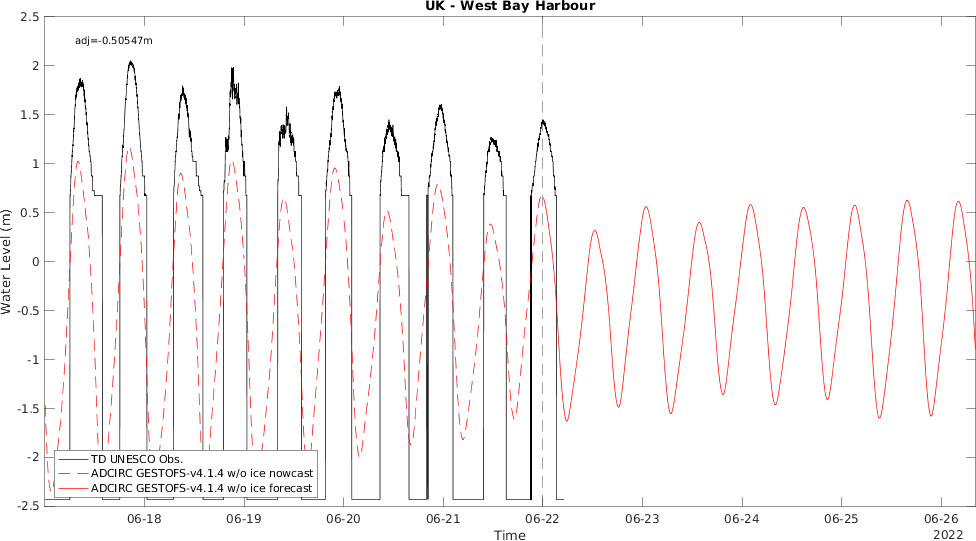 UK - West Bay Harbour
adj=-0.50547m
2.5
2
1.5
1
0.5
0
-0.5
-1
-1.5
-2
-2.5
Water Level (m)
TD UNESCO Obs.
ADCIRC GESTOFS-v4.1.4 w/o ice nowcast
ADCIRC GESTOFS-v4.1.4 w/o ice forecast
06-18 06-19 06-20 06-21 06-22 06-23 06-24 06-25 06-26
Time
2022